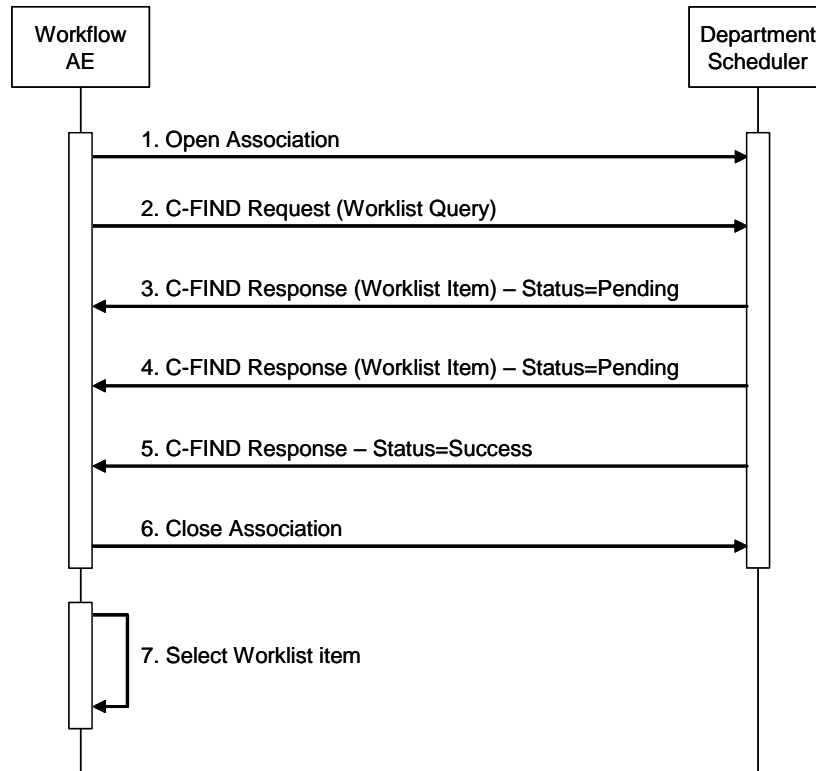 Workflow
AE
Department
Scheduler
1. Open Association
2. C-FIND Request (Worklist Query)
3. C-FIND Response (Worklist Item) – Status=Pending
4. C-FIND Response (Worklist Item) – Status=Pending
5. C-FIND Response – Status=Success
6. Close Association
7. Select Worklist item